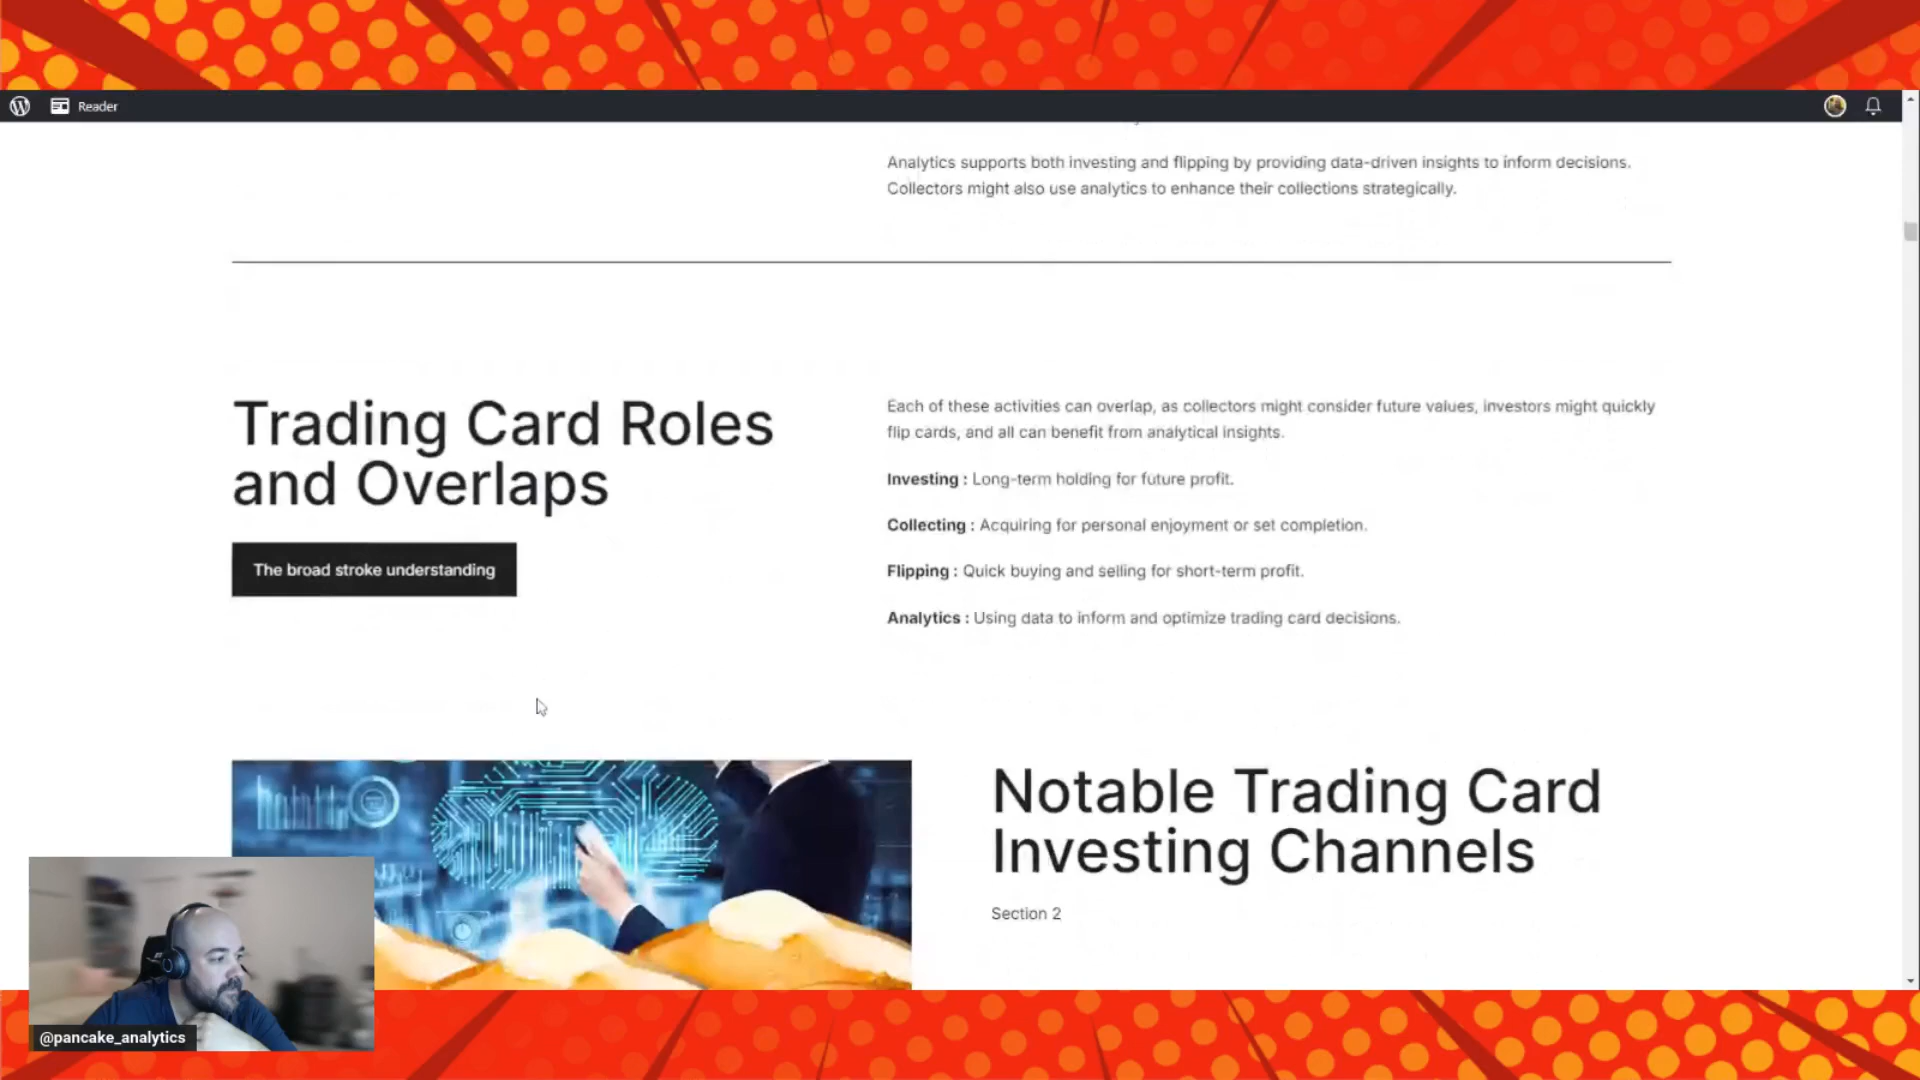 Reader
Analytics supports both investing and flipping by providing data-driven insights to inform decisions.
Collectors might also use analytics to enhance their collections strategically.
Trading Card Roles
and Overlaps
The broad stroke understanding
Each of these activities can overlap, as collectors might consider future values, investors might quickly
flip cards, and all can benefit from analytical insights.
Investing : Long-term holding for future profit.
Collecting : Acquiring for personal enjoyment or set completion.
Flipping : Quick buying and selling for short-term profit.
Analytics : Using data to inform and optimize trading card decisions.
Notable Trading Card
Investing Channels
Section 2
@pancake_analytics